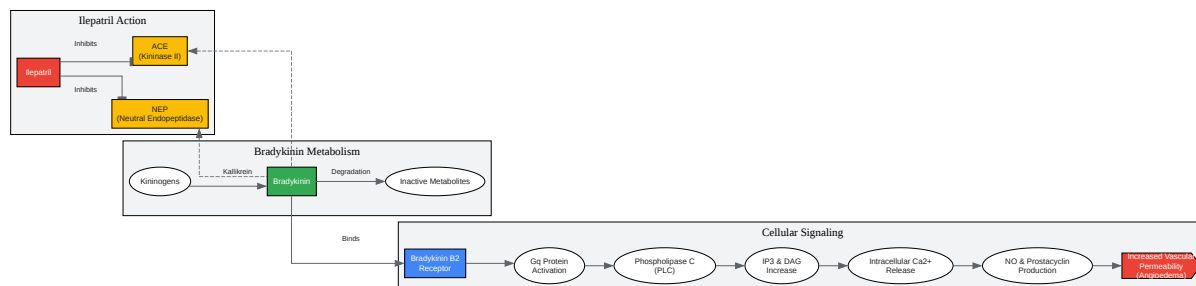 Ilepatril Action
Inhibits
ACE
(Kininase II)
Ilepatril
Inhibits
NEP
(Neutral Endopeptidase)
Bradykinin Metabolism
Kininogens
Kallikrein
Bradykinin
Degradation
Inactive Metabolites
Binds
Cellular Signaling
Bradykinin B2
Receptor
Gq Protein
Activation
Phospholipase C
(PLC)
IP3 & DAG
Increase
Intracellular Ca2+
Release
NO & Prostacyclin
Production
Increased Vascular
Permeability
(Angioedema)